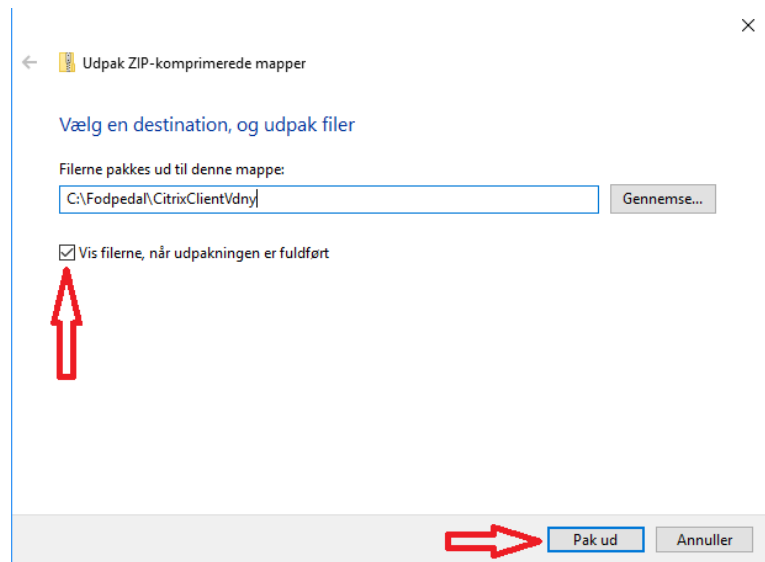 Udpak ZIP-komprimerede mapper
Vælg en destination, og udpak filer
Filerne pakkes ud til denne mappe:
C:\Fodpedal\CitrixClientVdny
Gennemse...
Vis filerne, når udpakningen er fuldført
Pak ud
Annuller